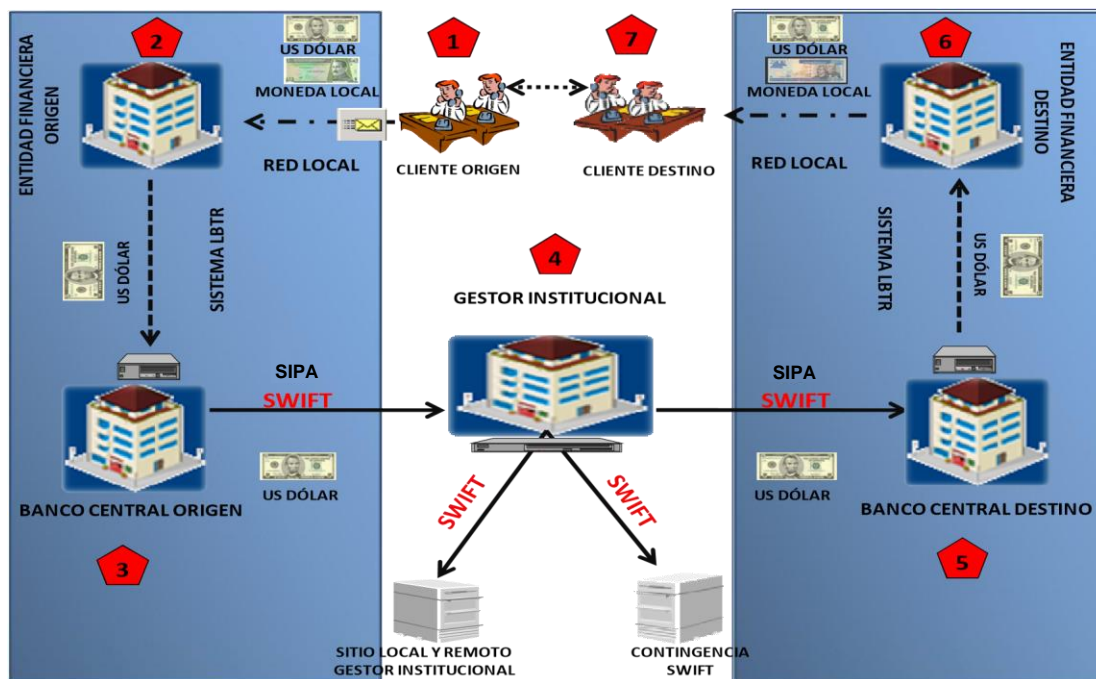 2
US DÓLAR
MONEDA LOCAL
1
7
US DÓLAR
MONEDA LOCAL
6
ENTIDAD FINANCIERA
ORIGEN
RED LOCAL
CLIENTE ORIGEN
CLIENTE DESTINO
RED LOCAL
ENTIDAD FINANCIERA
DESTINO
US DÓLAR
SISTEMA LBTR
4
GESTOR INSTITUCIONAL
SISTEMA LBTR
US DÓLAR
SIPA
SWIFT
SIPA
SWIFT
US DÓLAR
US DÓLAR
BANCO CENTRAL ORIGEN
SWIFT
SWIFT
BANCO CENTRAL DESTINO
3
5
SITIO LOCAL Y REMOTO
GESTOR INSTITUCIONAL
CONTINGENCIA
SWIFT